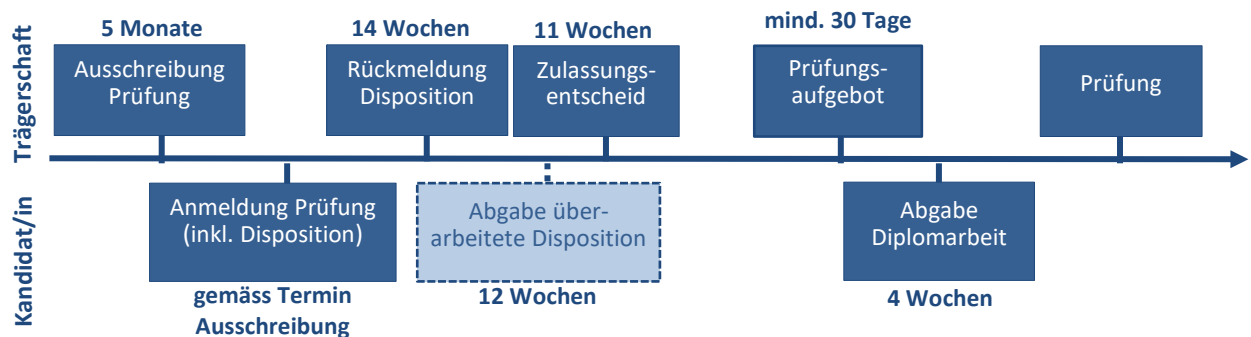 Trägerschaft
5 Monate
Ausschreibung
Prüfung
14 Wochen
Rückmeldung
Disposition
11 Wochen
Zulassungs-
entscheid
mind. 30 Tage
Prüfungs-
aufgebot
Prüfung
Kandidat/in
Anmeldung Prüfung
(inkl. Disposition)
gemäss Termin
Ausschreibung
Abgabe über-
arbeitete Disposition
12 Wochen
Abgabe
Diplomarbeit
4 Wochen